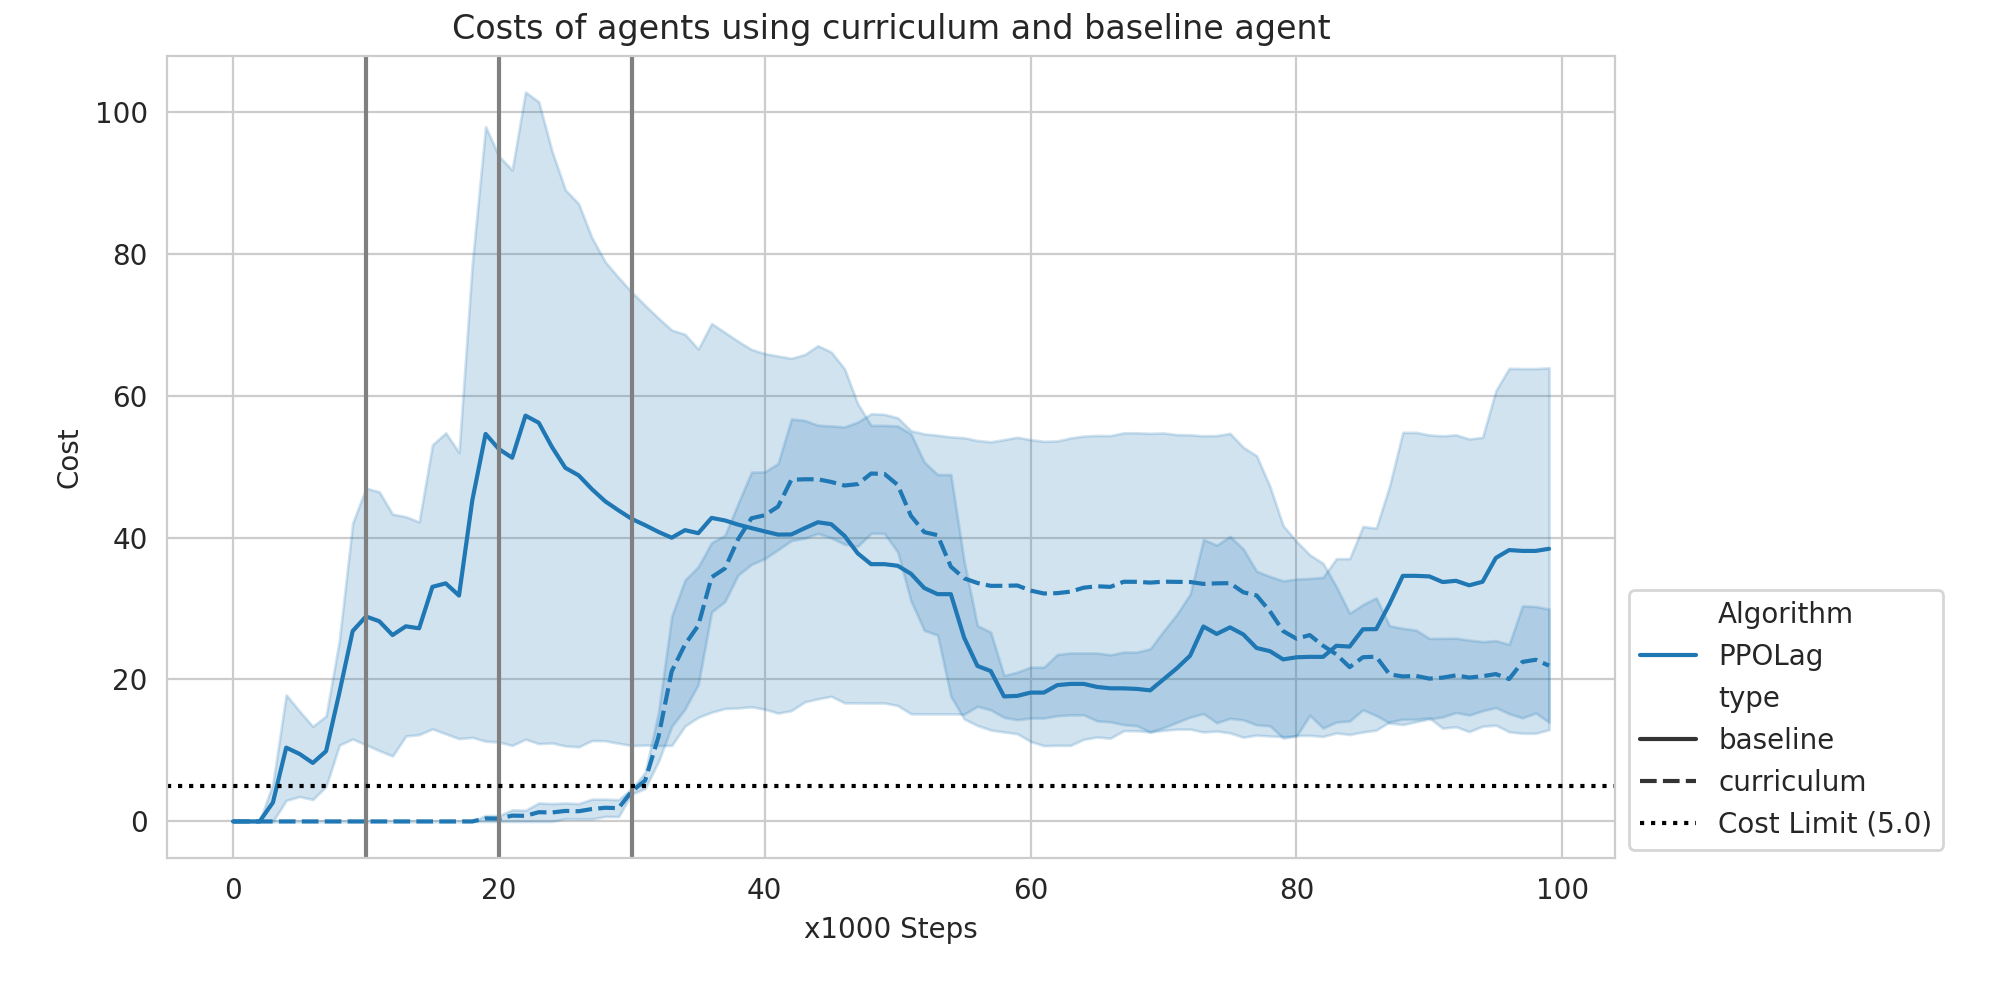 Costs of agents using curriculum and baseline agent
Cost
100
80
60
40
20
0
0 20 40 60 80 100
x1000 Steps
Algorithm
PPOLag
type
baseline
curriculum
Cost Limit (5.0)